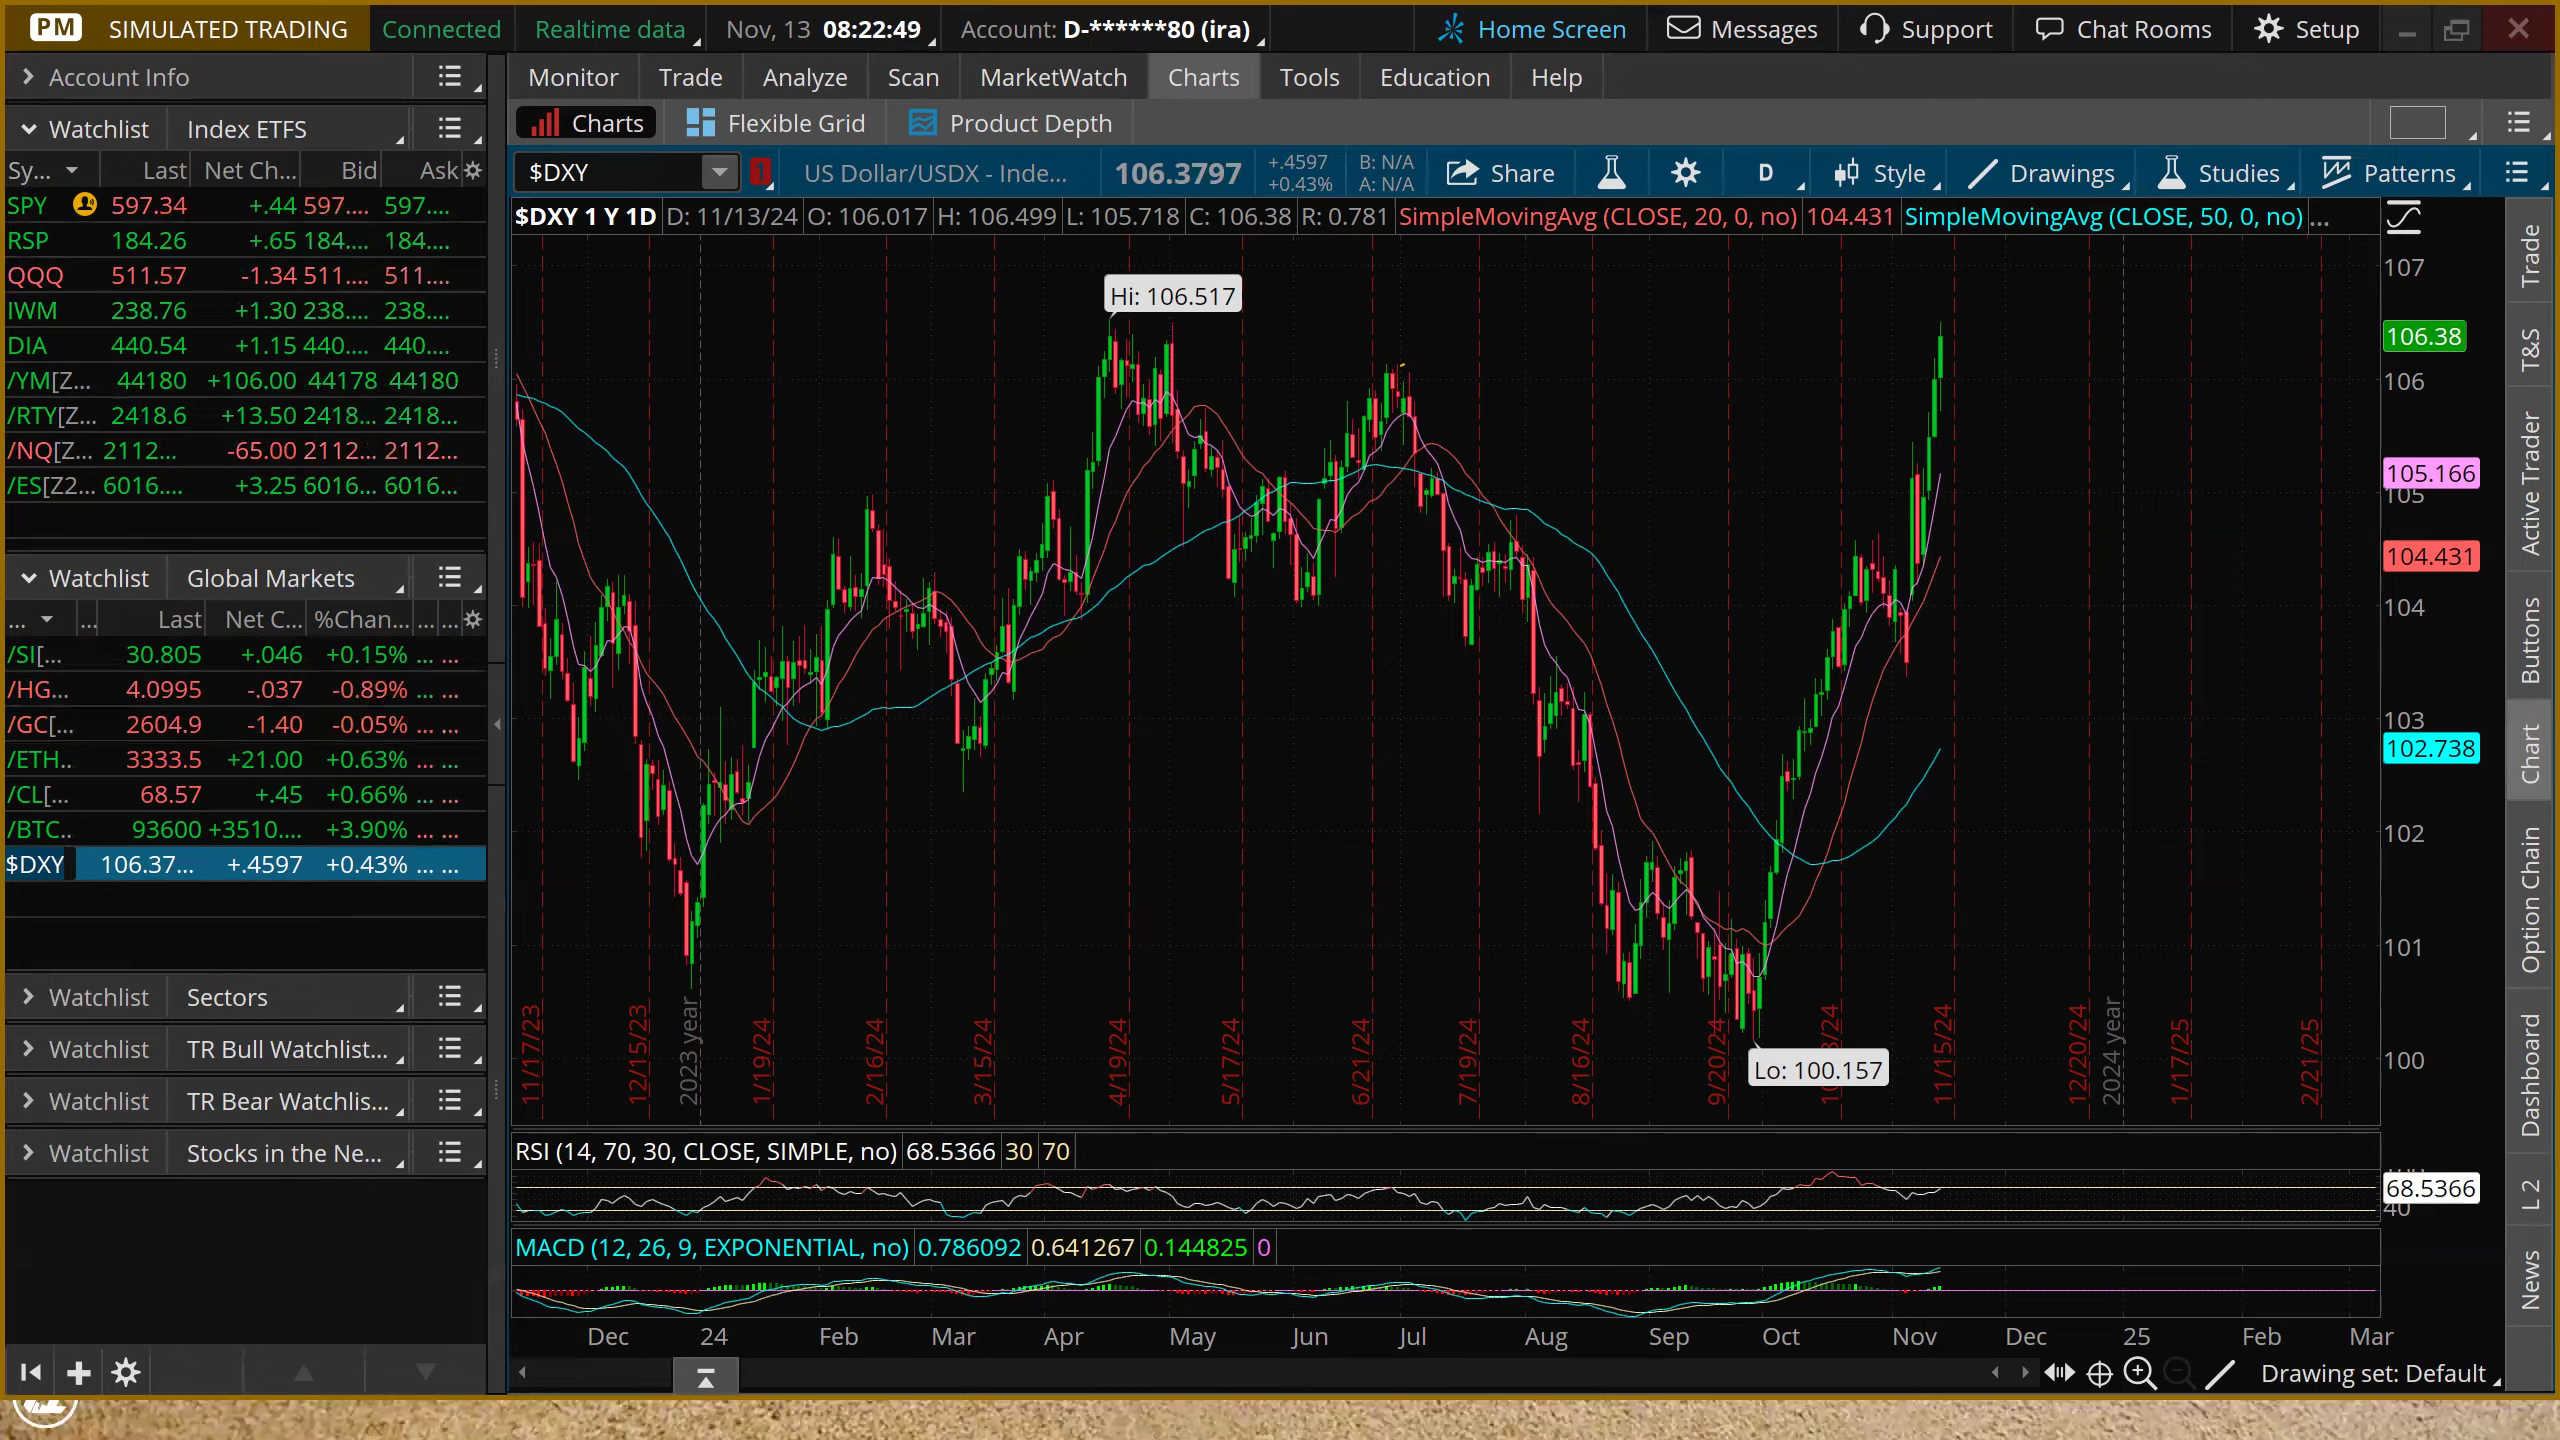 PM SIMULATED TRADING Connected Realtime data Nov, 13 08:22:49 Account: D-******80 (ira) Home Screen Messages Support Chat Rooms Setup
Account Info
Watchlist Index ETFS
Sy... Last Net Ch... Bid Ask
SPY 597.34 +.44 597.... 597....
RSP 184.26 +.65 184.... 184....
QQQ 511.57 -1.34 511.... 511....
IWM 238.76 +1.30 238.... 238....
DIA 440.54 +1.15 440.... 440....
/YM[Z... 44180 +106.00 44178 44180
/RTY[Z... 2418.6 +13.50 2418... 2418...
/NQ[Z... 2112... -65.00 2112... 2112...
/ES[Z2... 6016.... +3.25 6016... 6016...
Watchlist Global Markets
... ... Last Net C... %Chan... ... ...
/SI[... 30.805 +.046 +0.15% ... ...
/HG... 4.0995 -.037 -0.89% ... ...
/GC[... 2604.9 -1.40 -0.05% ... ...
/ETH... 3333.5 +21.00 +0.63% ... ...
/CL[... 68.57 +.45 +0.66% ... ...
/BTC... 93600 +3510.... +3.90% ... ...
$DXY 106.37... +.4597 +0.43% ... ...
Watchlist Sectors
Watchlist TR Bull Watchlist...
Watchlist TR Bear Watchlis...
Watchlist Stocks in the Ne...
Monitor Trade Analyze Scan MarketWatch Charts Tools Education Help
Charts Flexible Grid Product Depth
$DXY 1 US Dollar/USDX - Inde... 106.3797 +.4597 B: N/A Share D Style Drawings Studies Patterns
+0.43% A: N/A
$DXY 1 Y 1D D: 11/13/24 O: 106.017 H: 106.499 L: 105.718 C: 106.38 R: 0.781 SimpleMovingAvg (CLOSE, 20, 0, no) 104.431 SimpleMovingAvg (CLOSE, 50, 0, no) ...
107
Hi: 106.517
106.38
106
105.166
105
104.431
104
103
102.738
102
101
100
Lo: 100.157
11/17/23 12/15/23 2023 year 1/19/24 2/16/24 3/15/24 4/19/24 5/17/24 6/21/24 7/19/24 8/16/24 9/20/24 11/15/24 12/20/24 2024 year 1/17/25 2/21/25
RSI (14, 70, 30, CLOSE, SIMPLE, no) 68.5366 30 70
68.5366
40
MACD (12, 26, 9, EXPONENTIAL, no) 0.786092 0.641267 0.144825 0
Dec 24 Feb Mar Apr May Jun Jul Aug Sep Oct Nov Dec 25 Feb Mar
Drawing set: Default
Trade
T&S
Active Trader
Buttons
Chart
Option Chain
Dashboard
L 2
News